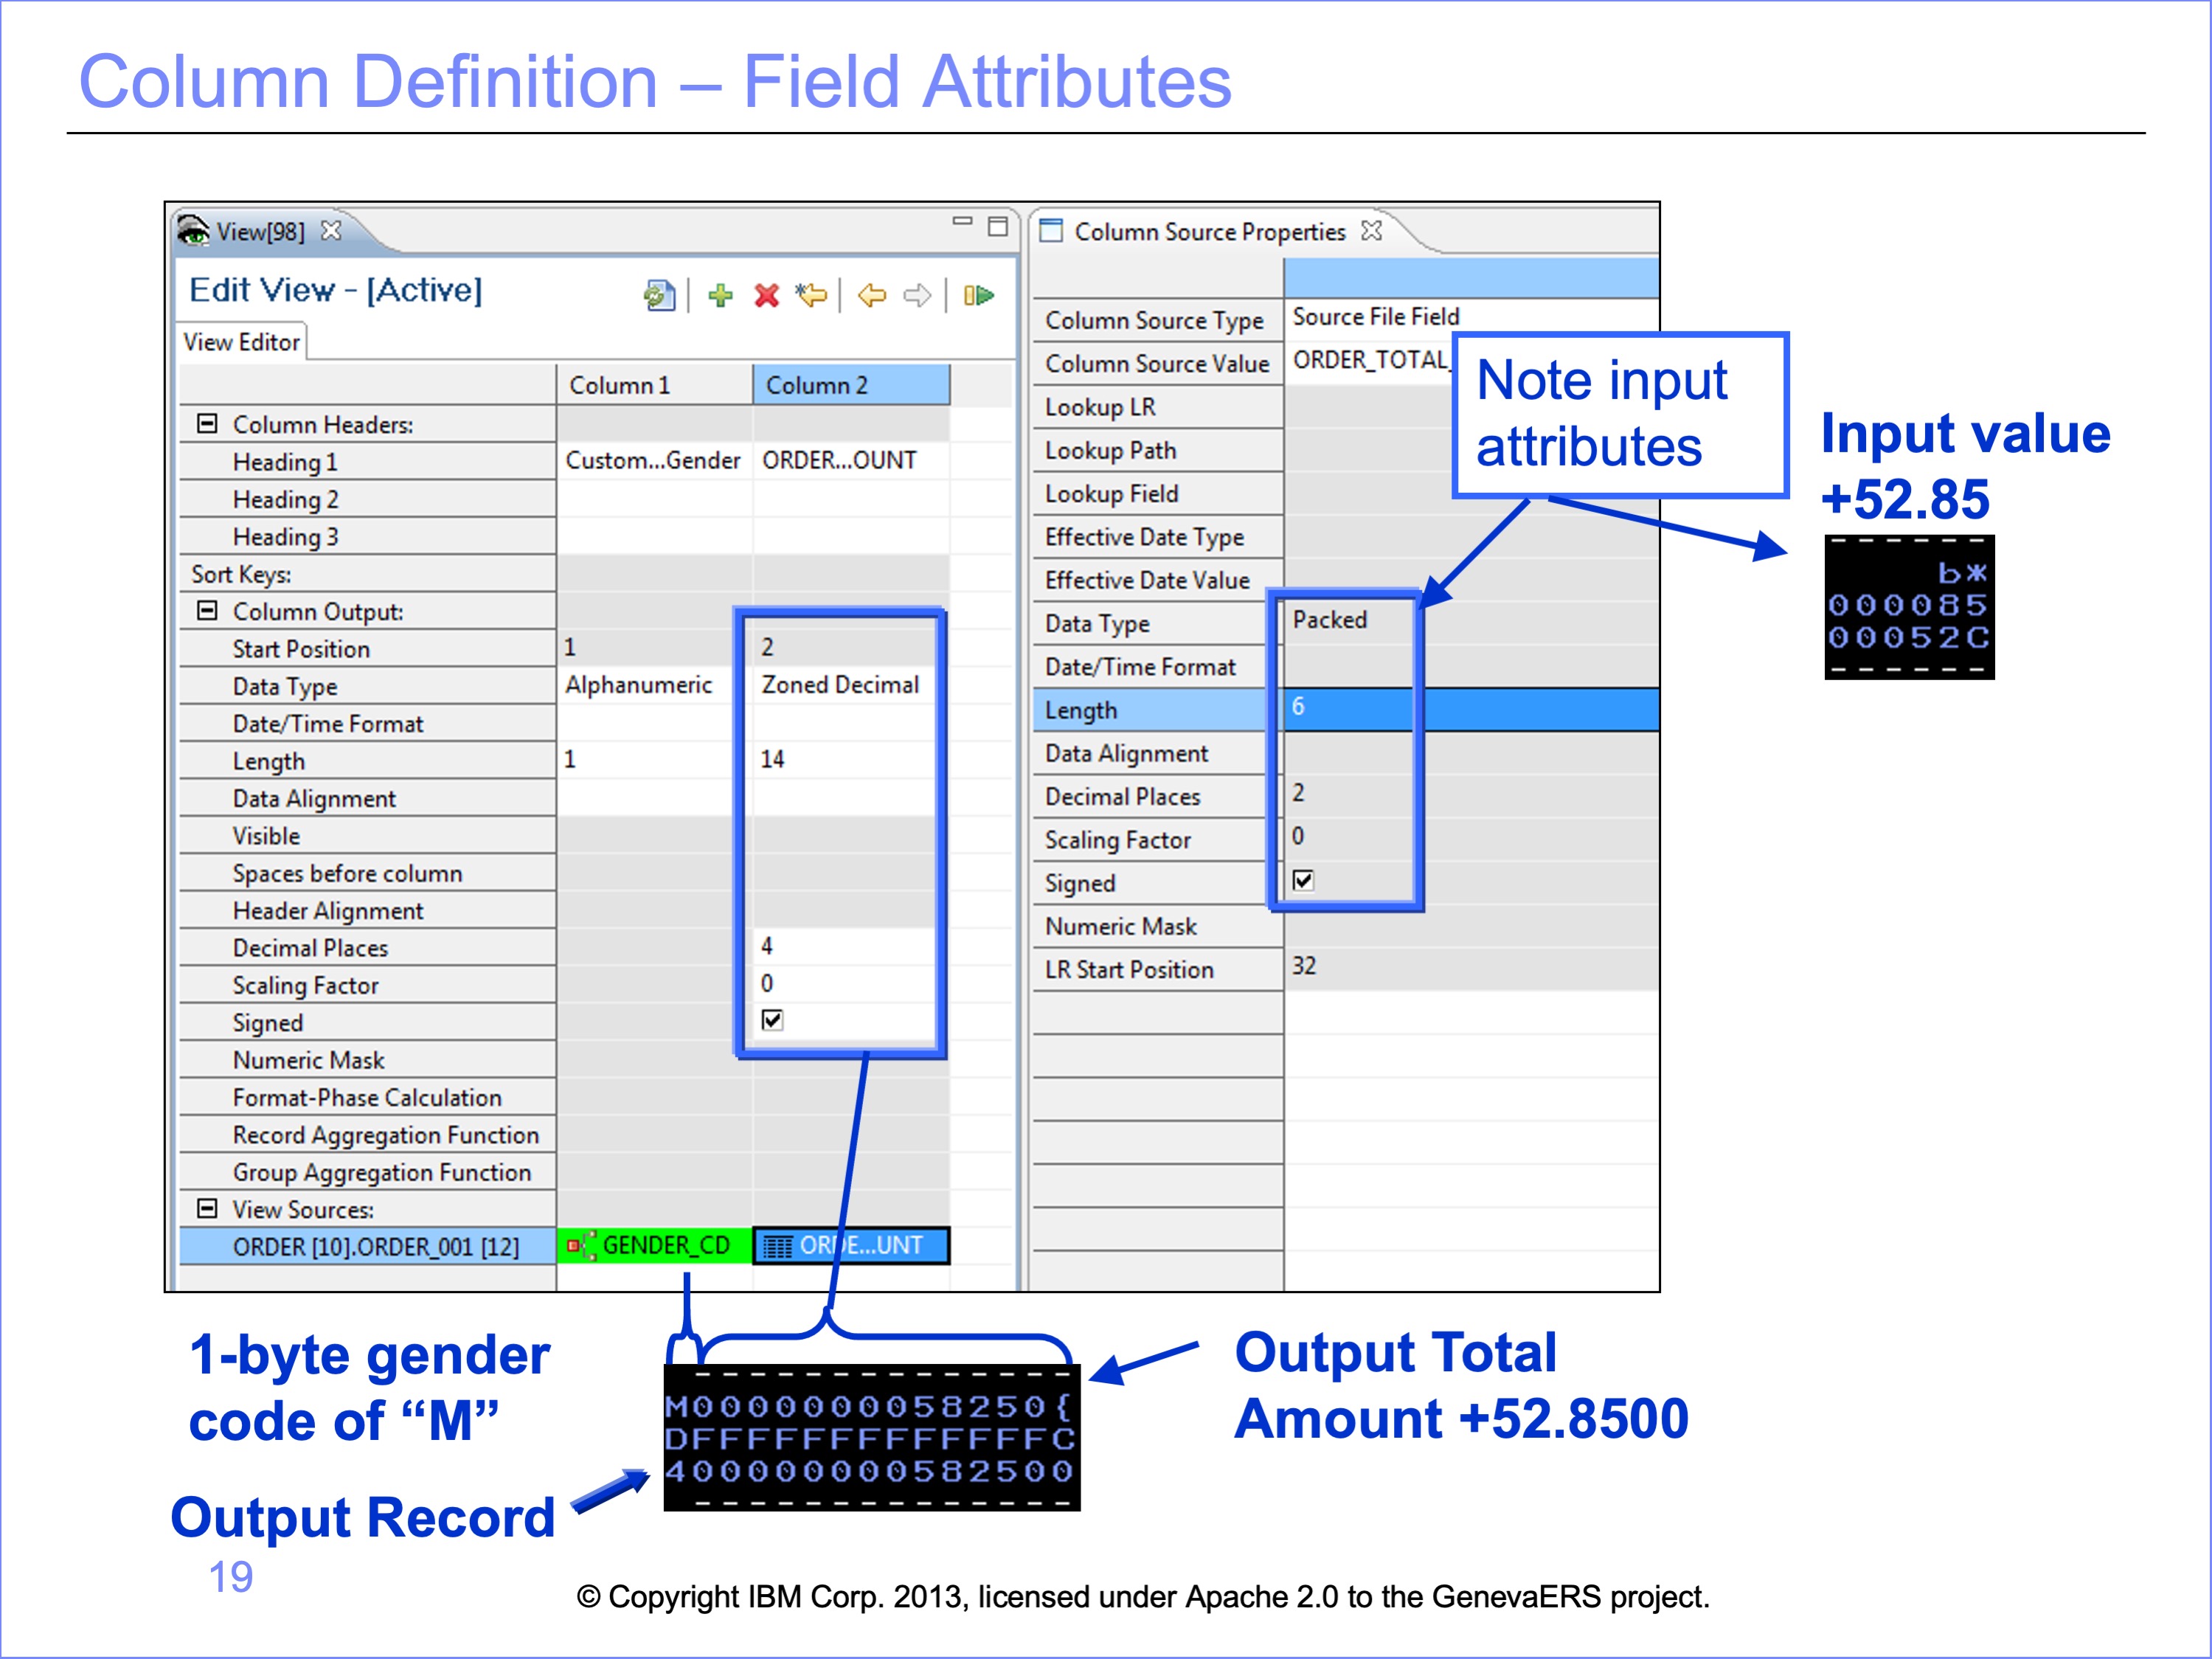 Column Definition – Field Attributes
View[98]
Edit View - [Active]
View Editor
Column 1 Column 2
Column Headers:
Heading 1 Custom...Gender ORDER...OUNT
Heading 2
Heading 3
Sort Keys:
Column Output:
Start Position 1 2
Data Type Alphanumeric Zoned Decimal
Date/Time Format
Length 1 14
Data Alignment
Visible
Spaces before column
Header Alignment
Decimal Places 4
Scaling Factor 0
Signed
Numeric Mask
Format-Phase Calculation
Record Aggregation Function
Group Aggregation Function
View Sources:
ORDER [10].ORDER_001 [12] GENDER_CD ORDE...UNT
Column Source Properties
Column Source Type Source File Field
Column Source Value ORDER_TOTAL_
Lookup LR
Lookup Path
Lookup Field
Effective Date Type
Effective Date Value
Data Type Packed
Date/Time Format
Length 6
Data Alignment
Decimal Places 2
Scaling Factor 0
Signed
Numeric Mask
LR Start Position 32
Note input
attributes
Input value
+52.85
------
b*
000085
00052C
------
1-byte gender
code of “M”
Output Record
--------------
M0000000058250{
DFFFFFFFFFFFFFC
400000000582500
--------------
Output Total
Amount +52.8500
19
© Copyright IBM Corp. 2013, licensed under Apache 2.0 to the GenevaERS project.